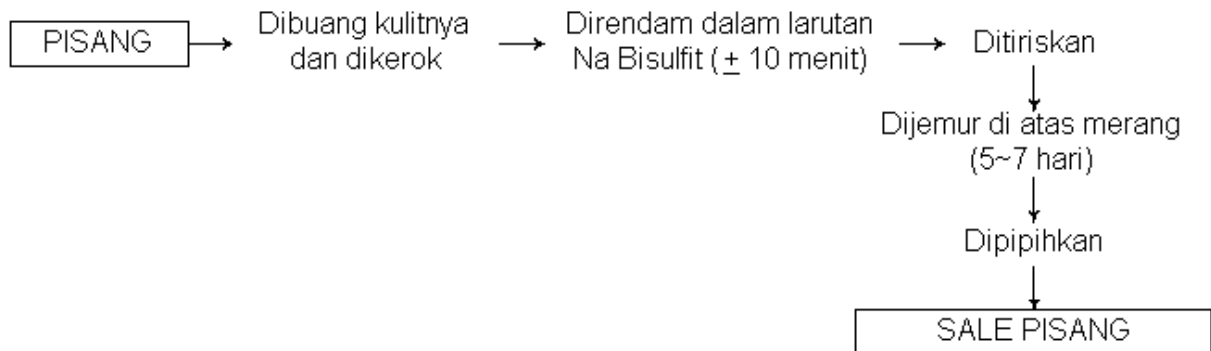 PISANG
Dibuang kulitnya
dan dikerok
Direndam dalam larutan
Na Bisulfit (± 10 menit)
Ditiriskan
Dijemur di atas merang
(5~7 hari)
Dipipihkan
SALE PISANG